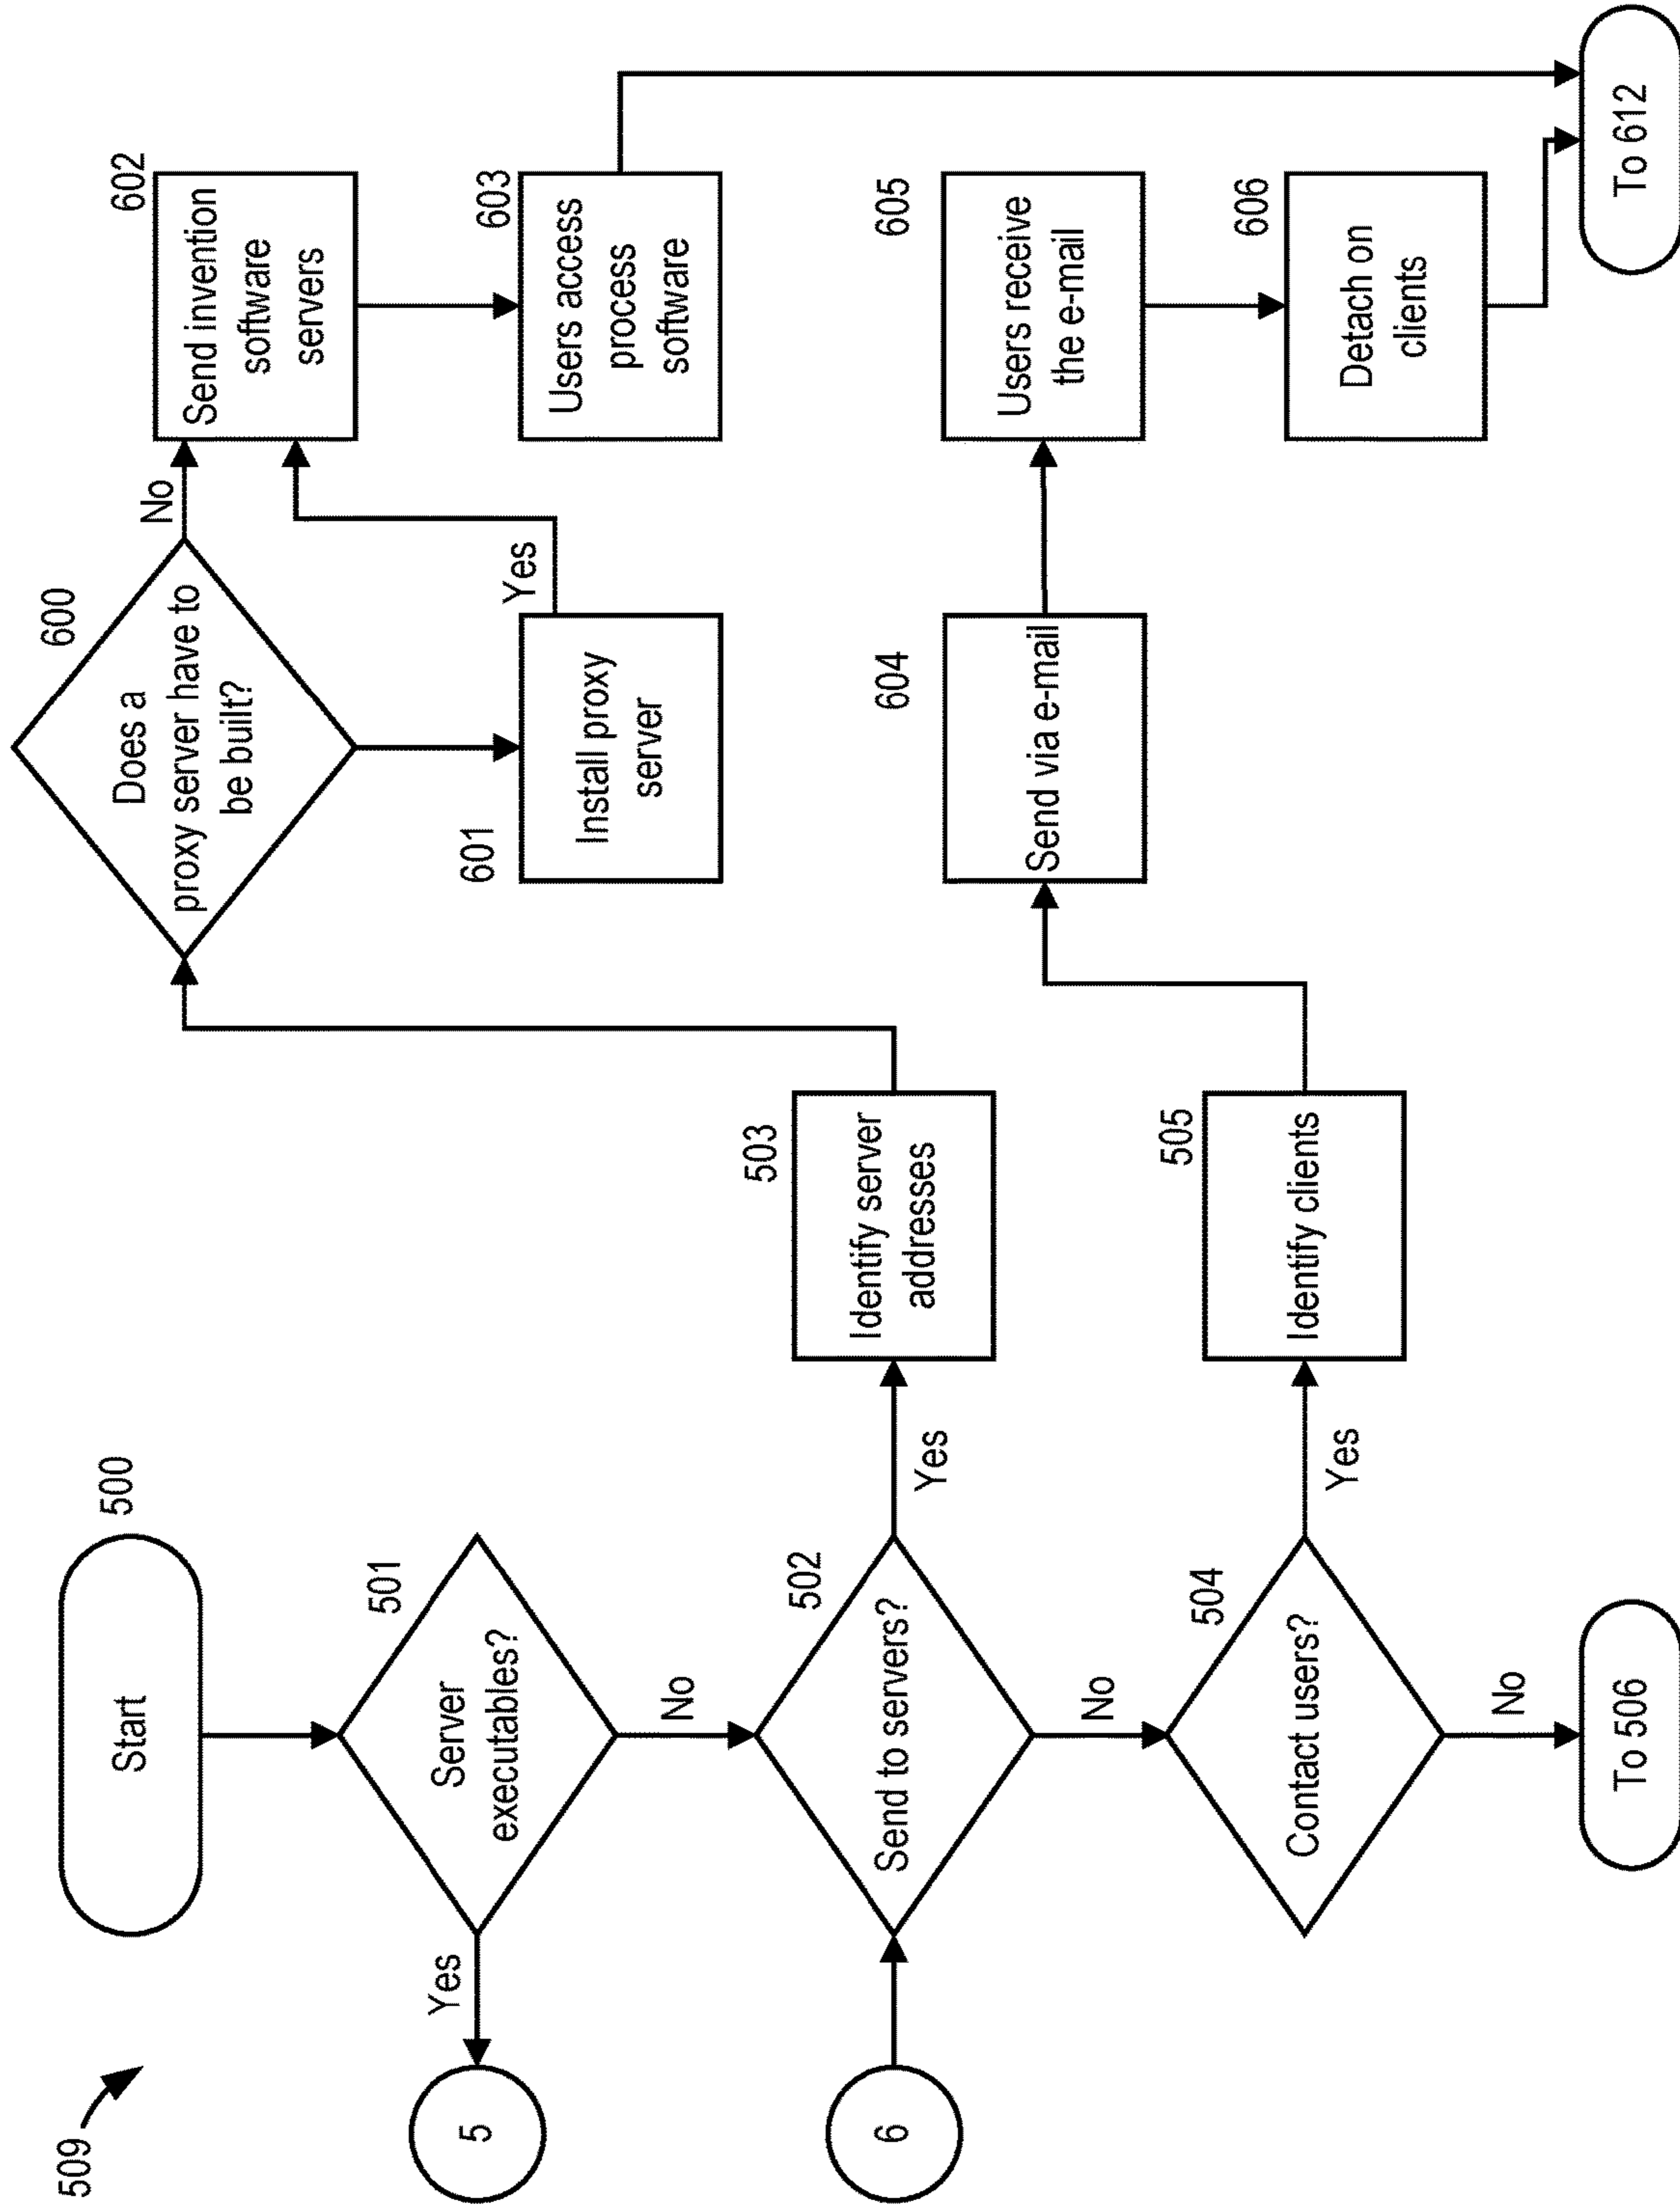 509
Start
500
5
Yes
Server
executables?
501
No
6
Send to servers?
502
Yes
Identify server
addresses
503
No
Contact users?
504
Yes
Identify clients
505
No
To 506
Does a
proxy server have to
be built?
600
No
Install proxy
server
601
Yes
Send invention
software
servers
602
Users access
process
software
603
Send via e-mail
604
Users receive
the e-mail
605
Detach on
clients
606
To 612